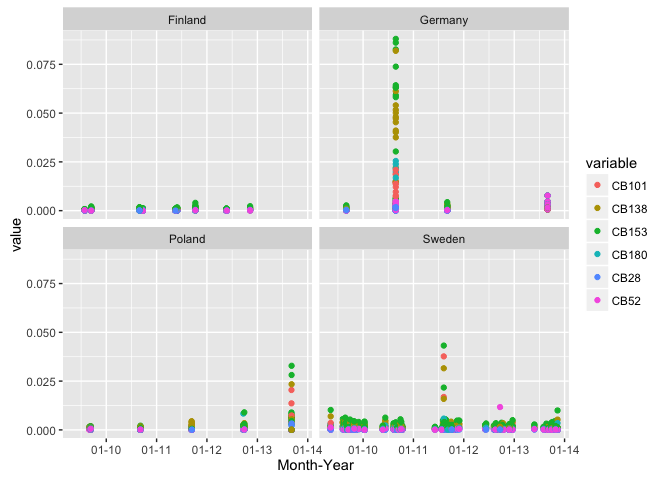 Finland
Germany
0.075
0.050
0.025
0.000
Poland
Sweden
0.075
0.050
0.025
0.000
01-10 01-11 01-12 01-13 01-14 01-10 01-11 01-12 01-13 01-14
Month-Year
value
variable
CB101
CB138
CB153
CB180
CB28
CB52